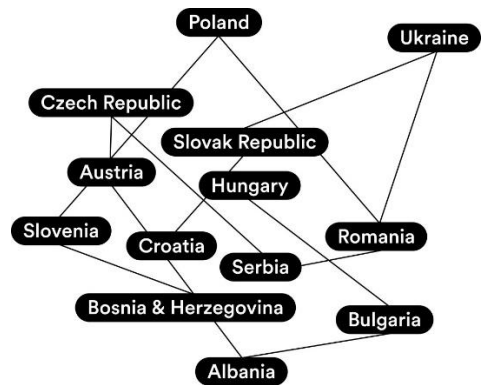 Poland
Ukraine
Czech Republic
Slovak Republic
Austria
Hungary
Slovenia
Croatia
Romania
Serbia
Bosnia & Herzegovina
Bulgaria
Albania